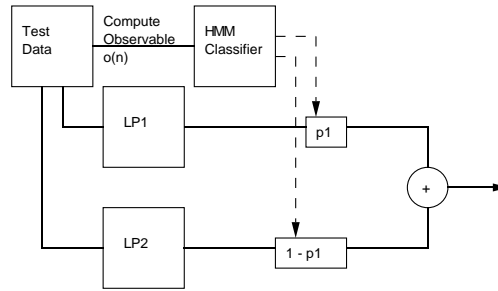 Test
Data
Compute
Observable
o(n)
HMM
Classifier
LP1
p1
+
LP2
1 - p1